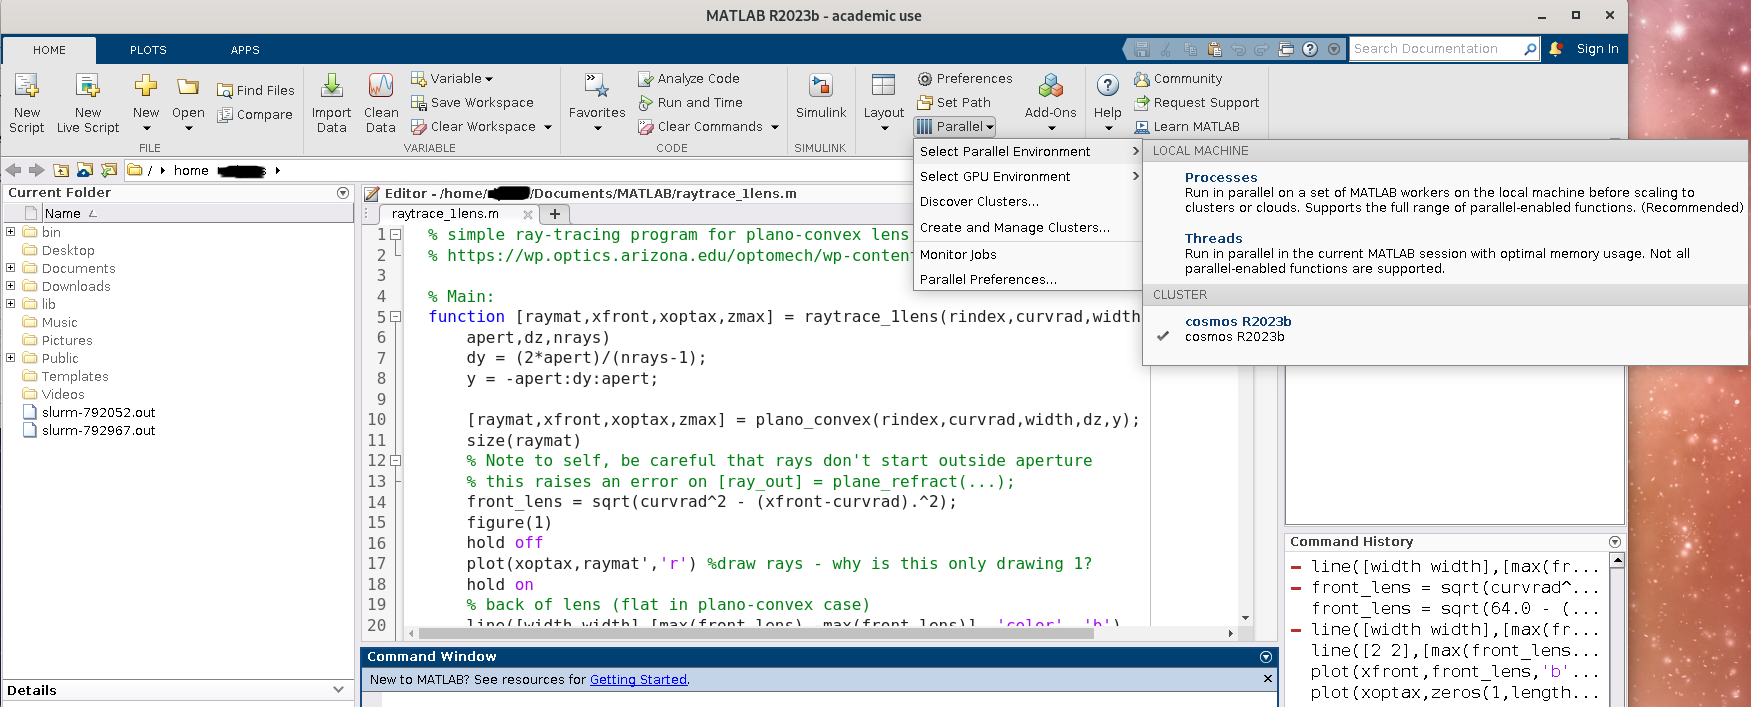 MATLAB R2023b - academic use
HOME PLOTS APPS
Search Documentation
Sign In
New Script
New Live Script
New
Open
Find Files
Compare
FILE
Import Data
Clean Data
Variable
Save Workspace
Clear Workspace
VARIABLE
Favorites
Analyze Code
Run and Time
Clear Commands
CODE
Simulink
SIMULINK
Layout
Preferences
Set Path
Parallel
Add-Ons
Help
Community
Request Support
Learn MATLAB
Select Parallel Environment
Select GPU Environment
Discover Clusters...
Create and Manage Clusters...
Monitor Jobs
Parallel Preferences...
LOCAL MACHINE
Processes
Run in parallel on a set of MATLAB workers on the local machine before scaling to
clusters or clouds. Supports the full range of parallel-enabled functions. (Recommended)
Threads
Run in parallel in the current MATLAB session with optimal memory usage. Not all
parallel-enabled functions are supported.
CLUSTER
cosmos R2023b
cosmos R2023b
/ home
Current Folder
Name
bin
Desktop
Documents
Downloads
lib
Music
Pictures
Public
Templates
Videos
slurm-792052.out
slurm-792967.out
Details
Editor - /home/ /Documents/MATLAB/raytrace_1lens.m
raytrace_1lens.m
1 % simple ray-tracing program for plano-convex lens
2 % https://wp.optics.arizona.edu/optomech/wp-content
3
4 % Main:
5 function [raymat,xfront,xoptax,zmax] = raytrace_1lens(rindex,curvrad,width
6 apert,dz,nrays)
7 dy = (2*apert)/(nrays-1);
8 y = -apert:dy:apert;
9
10 [raymat,xfront,xoptax,zmax] = plano_convex(rindex,curvrad,width,dz,y);
11 size(raymat)
12 % Note to self, be careful that rays don't start outside aperture
13 % this raises an error on [ray_out] = plane_refract(...);
14 front_lens = sqrt(curvrad^2 - (xfront-curvrad).^2);
15 figure(1)
16 hold off
17 plot(xoptax,raymat','r') %draw rays - why is this only drawing 1?
18 hold on
19 % back of lens (flat in plano-convex case)
20 line([width width],[max(front_lens) -max(front_lens)], 'color', 'b')
Command Window
New to MATLAB? See resources for Getting Started.
Command History
line([width width],[max(fr...
front_lens = sqrt(curvrad^...
front_lens = sqrt(64.0 - (...
line([width width],[max(fr...
line([2 2],[max(front_lens...
plot(xfront,front_lens,'b'...
plot(xoptax,zeros(1,length...